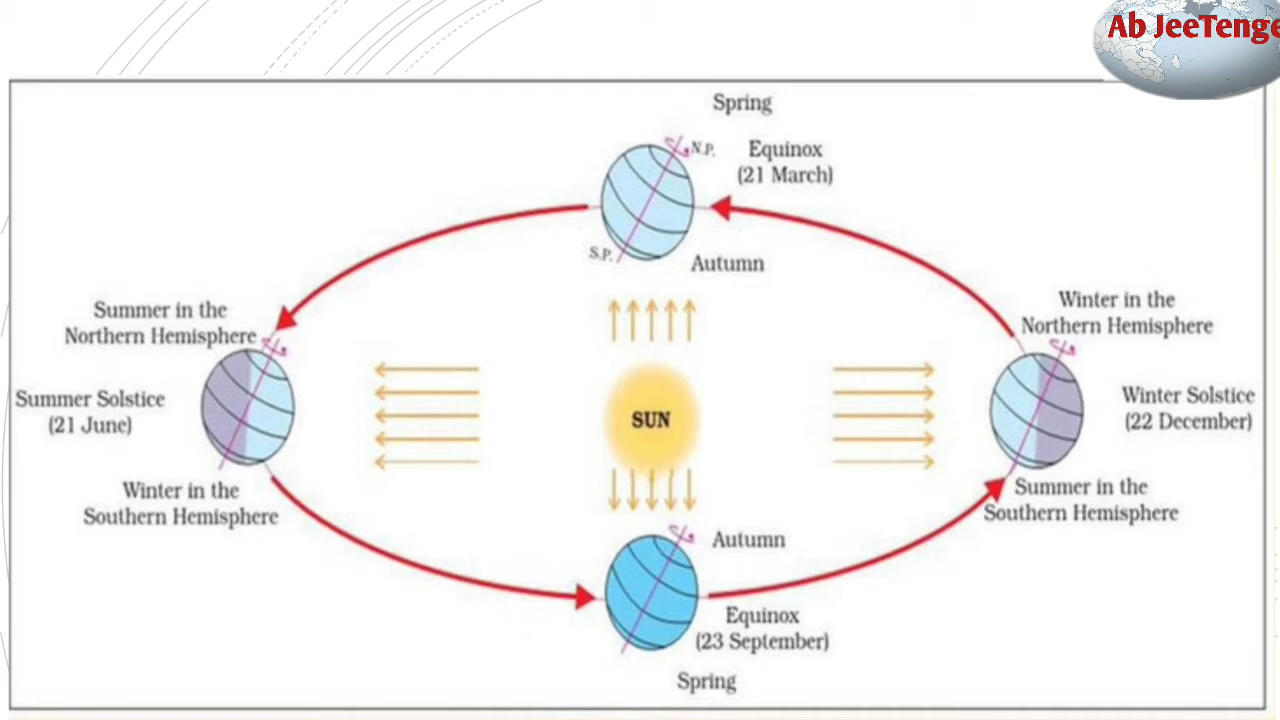 Ab JeeTenge
Spring
N.P.
Equinox
(21 March)
S.P.
Autumn
Summer in the
Northern Hemisphere
Winter in the
Northern Hemisphere
Summer Solstice
(21 June)
SUN
Winter Solstice
(22 December)
Winter in the
Southern Hemisphere
Summer in the
Southern Hemisphere
Autumn
Equinox
(23 September)
Spring